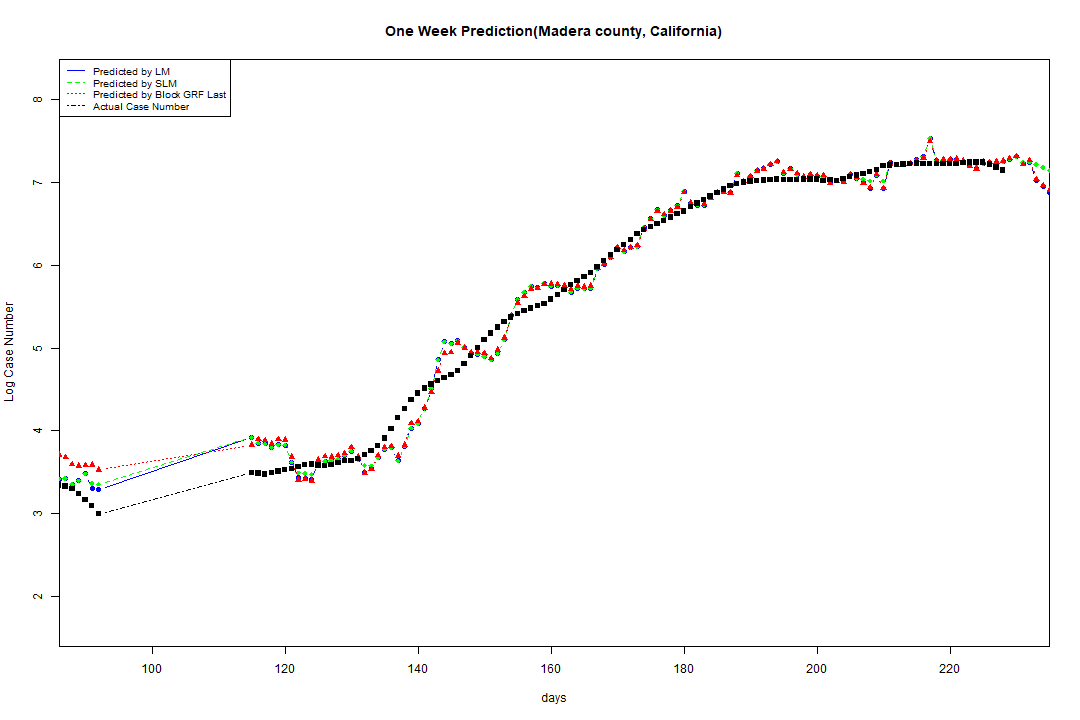 One Week Prediction(Madera county, California)
Predicted by LM
Predicted by SLM
Predicted by Block GRF Last
Actual Case Number
8
7
6
5
4
3
2
Log Case Number
100 120 140 160 180 200 220
days